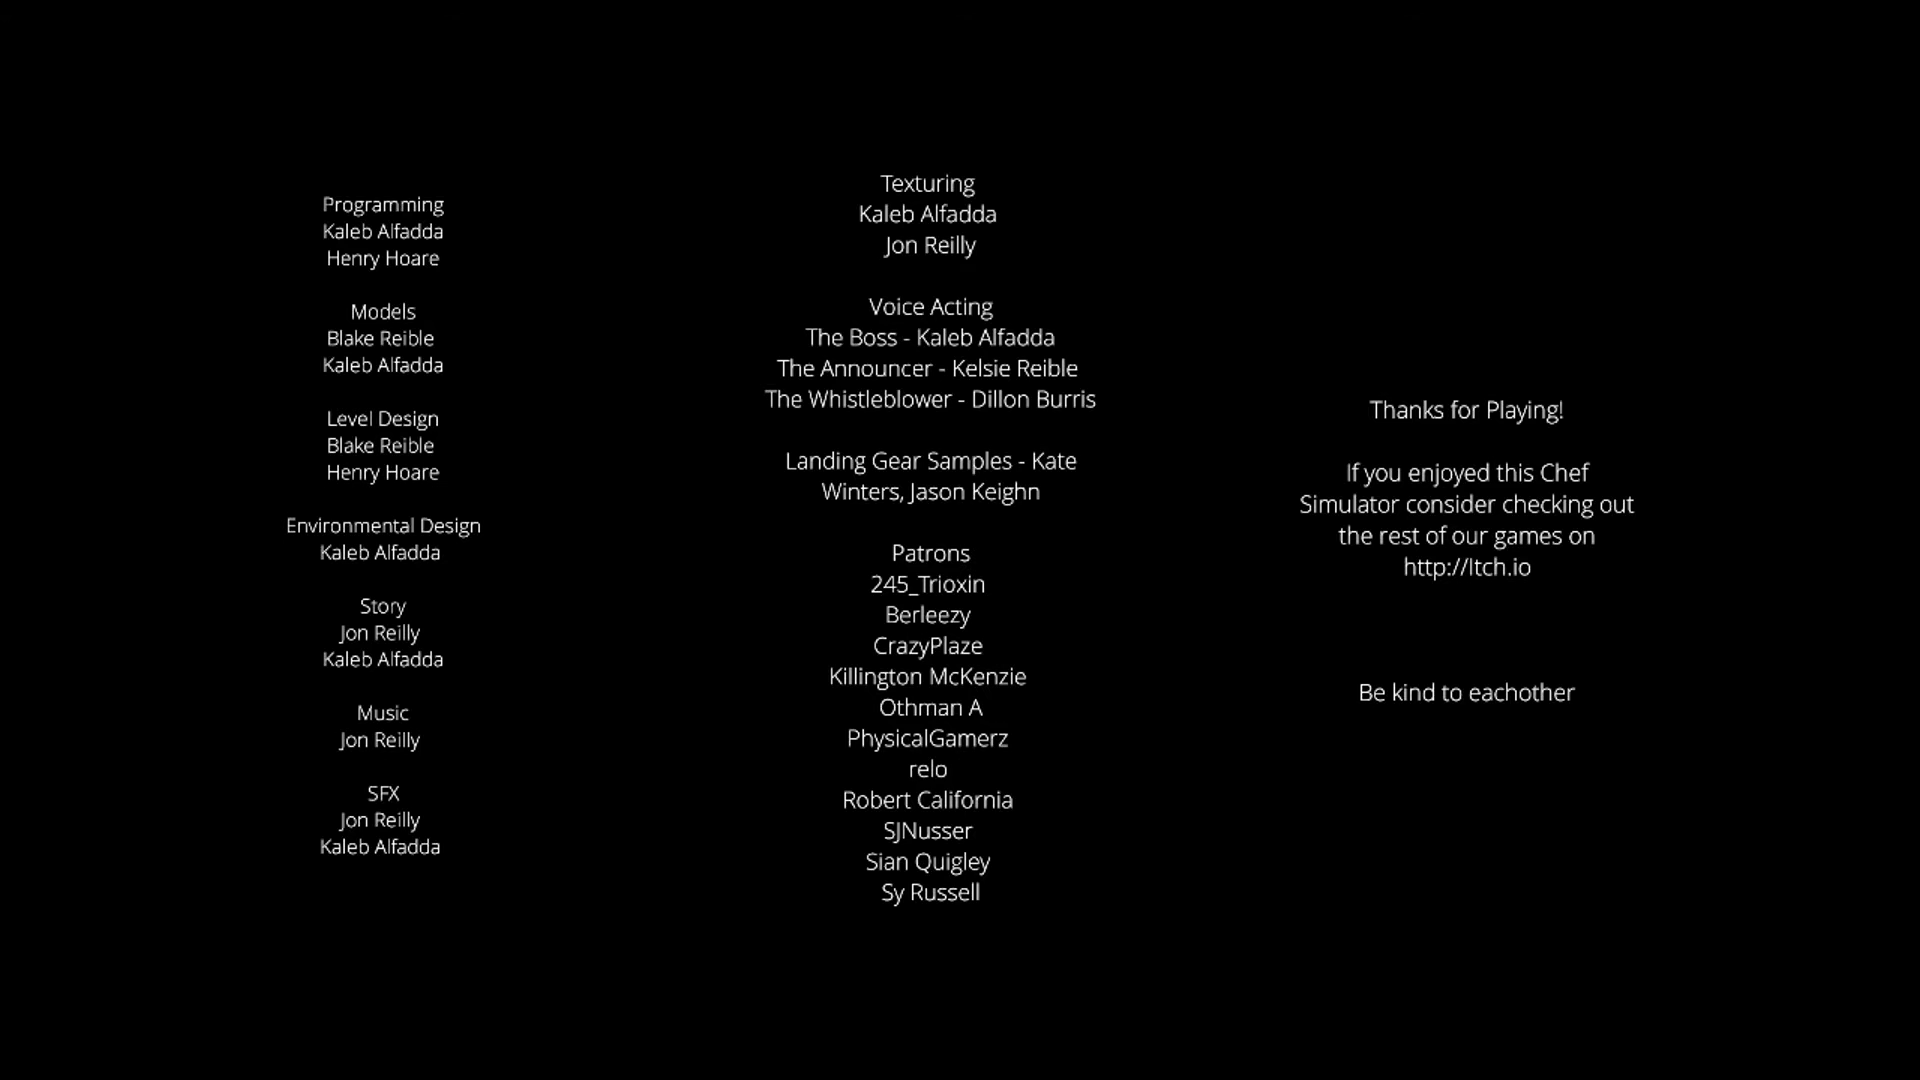 Programming
Kaleb Alfadda
Henry Hoare
Models
Blake Reible
Kaleb Alfadda
Level Design
Blake Reible
Henry Hoare
Environmental Design
Kaleb Alfadda
Story
Jon Reilly
Kaleb Alfadda
Music
Jon Reilly
SFX
Jon Reilly
Kaleb Alfadda
Texturing
Kaleb Alfadda
Jon Reilly
Voice Acting
The Boss - Kaleb Alfadda
The Announcer - Kelsie Reible
The Whistleblower - Dillon Burris
Landing Gear Samples - Kate
Winters, Jason Keighn
Patrons
245_Trioxin
Berleezy
CrazyPlaze
Killington McKenzie
Othman A
PhysicalGamerz
relo
Robert California
SJNusser
Sian Quigley
Sy Russell
Thanks for Playing!
If you enjoyed this Chef
Simulator consider checking out
the rest of our games on
http://Itch.io
Be kind to eachother